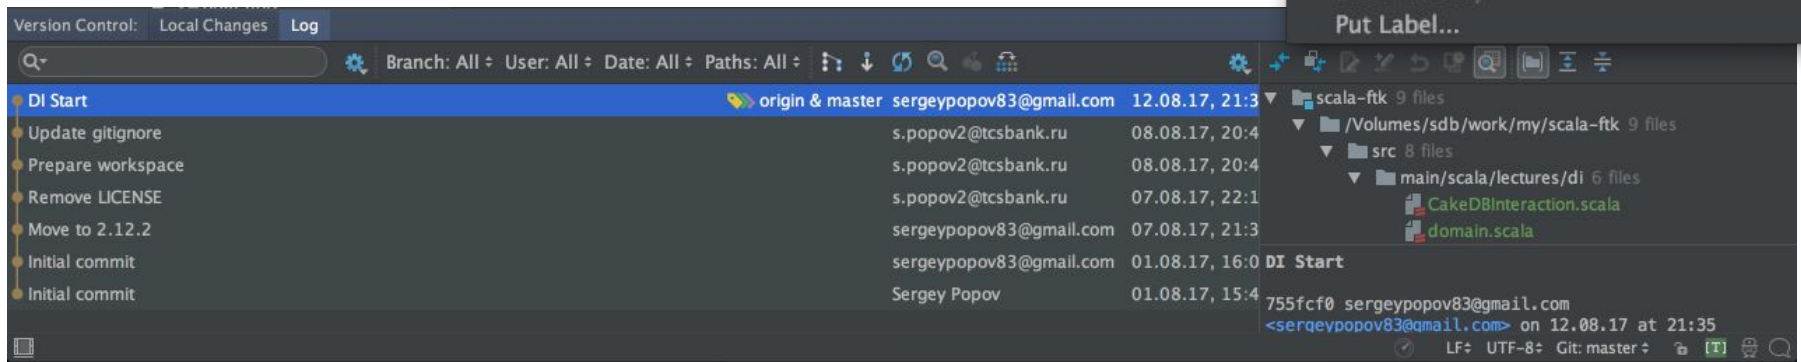 Put Label...
Version Control: Local Changes Log
Branch: All User: All Date: All Paths: All
DI Start origin & master sergeypopov83@gmail.com 12.08.17, 21:3
Update gitignore s.popov2@tcsbank.ru 08.08.17, 20:4
Prepare workspace s.popov2@tcsbank.ru 08.08.17, 20:4
Remove LICENSE s.popov2@tcsbank.ru 07.08.17, 22:1
Move to 2.12.2 sergeypopov83@gmail.com 07.08.17, 21:3
Initial commit sergeypopov83@gmail.com 01.08.17, 16:0
Initial commit Sergey Popov 01.08.17, 15:4
scala-ftk 9 files
/Volumes/sdb/work/my/scala-ftk 9 files
src 8 files
main/scala/lectures/di 6 files
CakeDBInteraction.scala
domain.scala
DI Start
755fcf0 sergeypopov83@gmail.com
<sergeypopov83@gmail.com> on 12.08.17 at 21:35
LF UTF-8 Git: master [T]